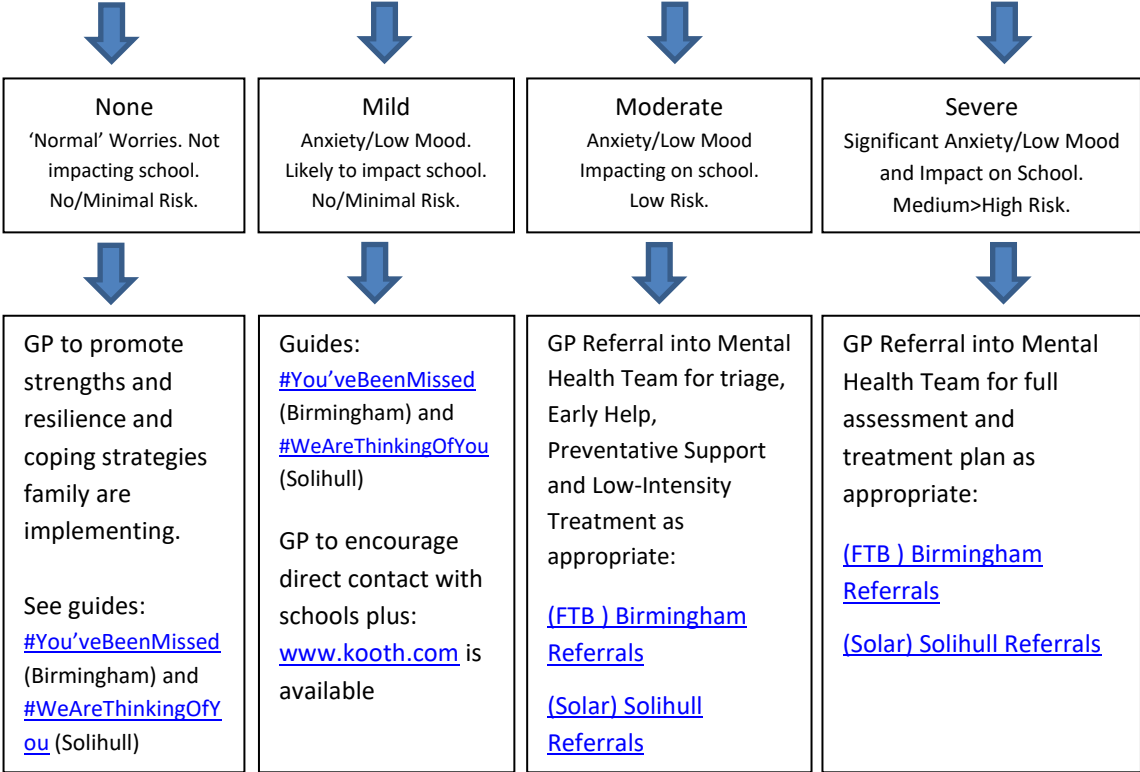 None
‘Normal’ Worries. Not
impacting school.
No/Minimal Risk.
Mild
Anxiety/Low Mood.
Likely to impact school.
No/Minimal Risk.
Moderate
Anxiety/Low Mood
Impacting on school.
Low Risk.
Severe
Significant Anxiety/Low Mood
and Impact on School.
Medium>High Risk.
GP to promote
strengths and
resilience and
coping strategies
family are
implementing.
See guides:
#You’veBeenMissed
(Birmingham) and
#WeAreThinkingOfY
ou (Solihull)
Guides:
#You’veBeenMissed
(Birmingham) and
#WeAreThinkingOfYou
(Solihull)
GP to encourage
direct contact with
schools plus:
www.kooth.com is
available
GP Referral into Mental
Health Team for triage,
Early Help,
Preventative Support
and Low-Intensity
Treatment as
appropriate:
(FTB ) Birmingham
Referrals
(Solar) Solihull
Referrals
GP Referral into Mental
Health Team for full
assessment and
treatment plan as
appropriate:
(FTB ) Birmingham
Referrals
(Solar) Solihull Referrals